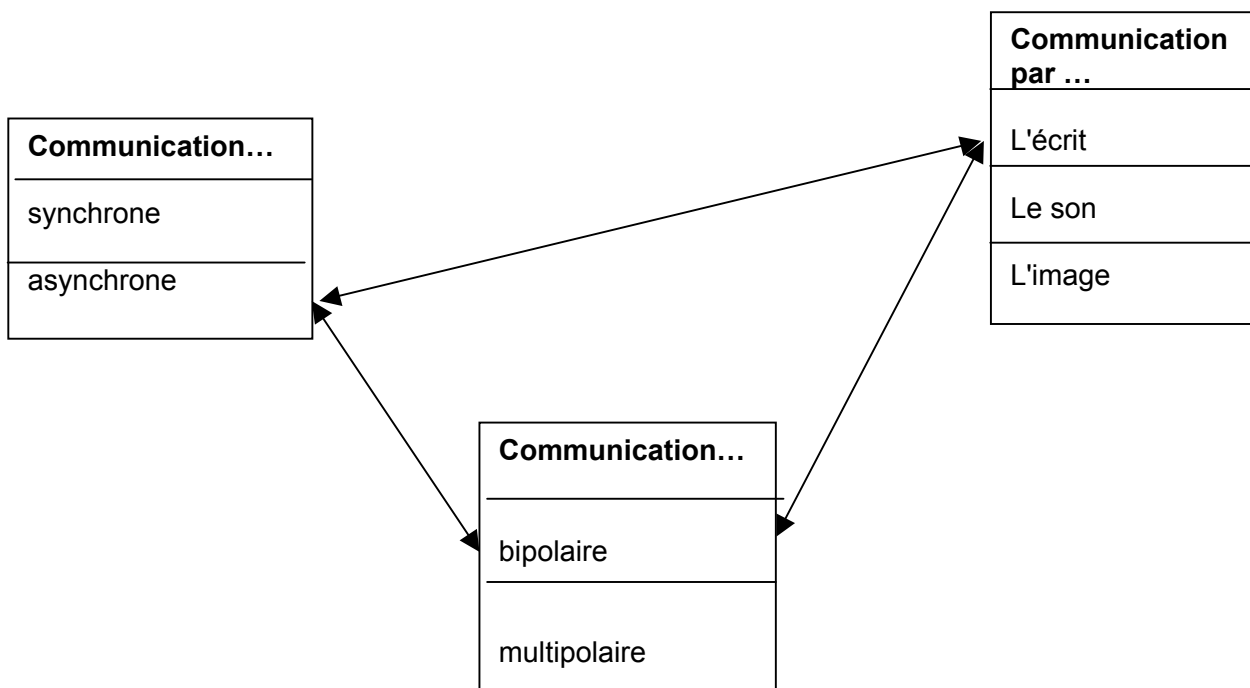 Communication
par …
L'écrit
Le son
L'image
Communication…
synchrone
asynchrone
Communication…
bipolaire
multipolaire